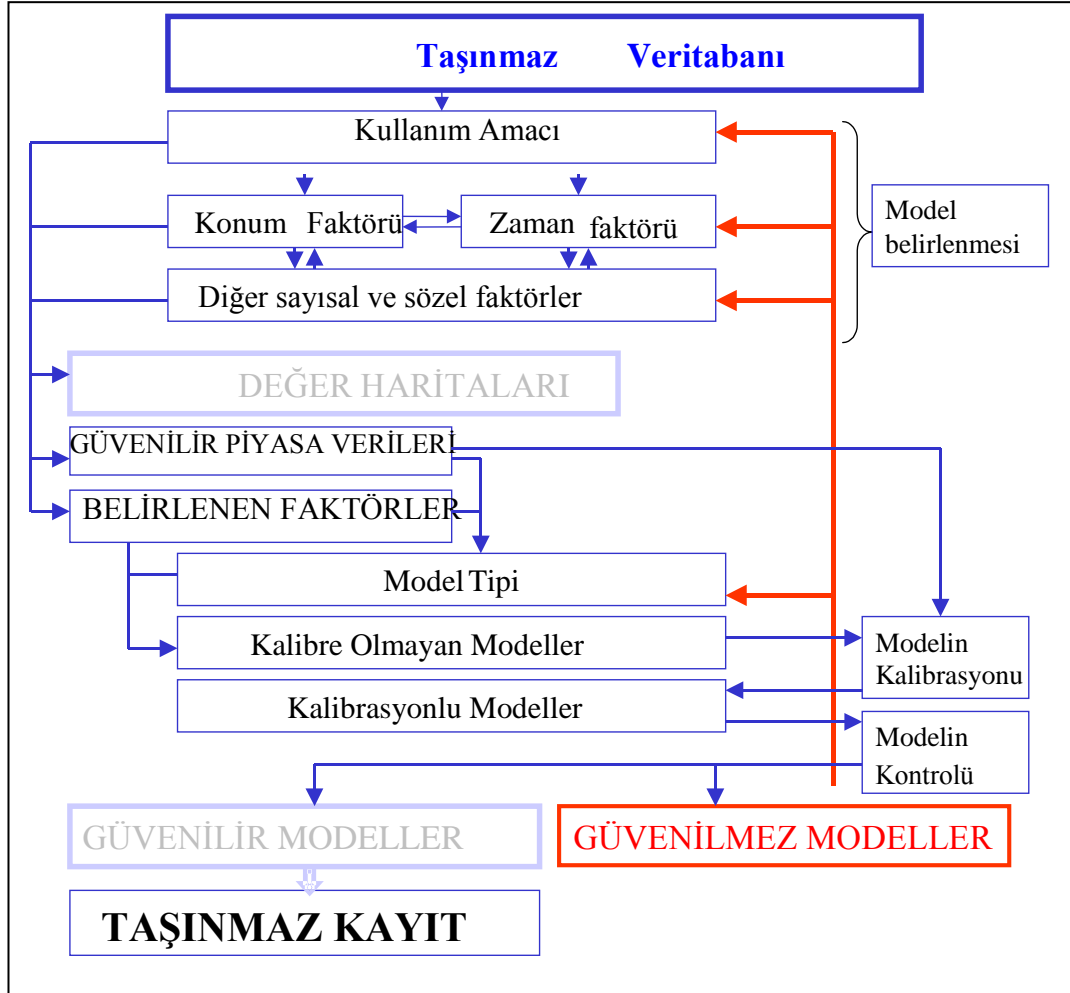 Taşınmaz Veritabanı
Kullanım Amacı
Konum Faktörü
Zaman faktörü
Diğer sayısal ve sözel faktörler
Model
belirlenmesi
DEĞER HARİTALARI
GÜVENİLİR PİYASA VERİLERİ
BELİRLENEN FAKTÖRLER
Model Tipi
Kalibre Olmayan Modeller
Modelin
Kalibrasyonu
Kalibrasyonlu Modeller
Modelin
Kontrolü
GÜVENİLİR MODELLER
GÜVENİLMEZ MODELLER
TAŞINMAZ KAYIT